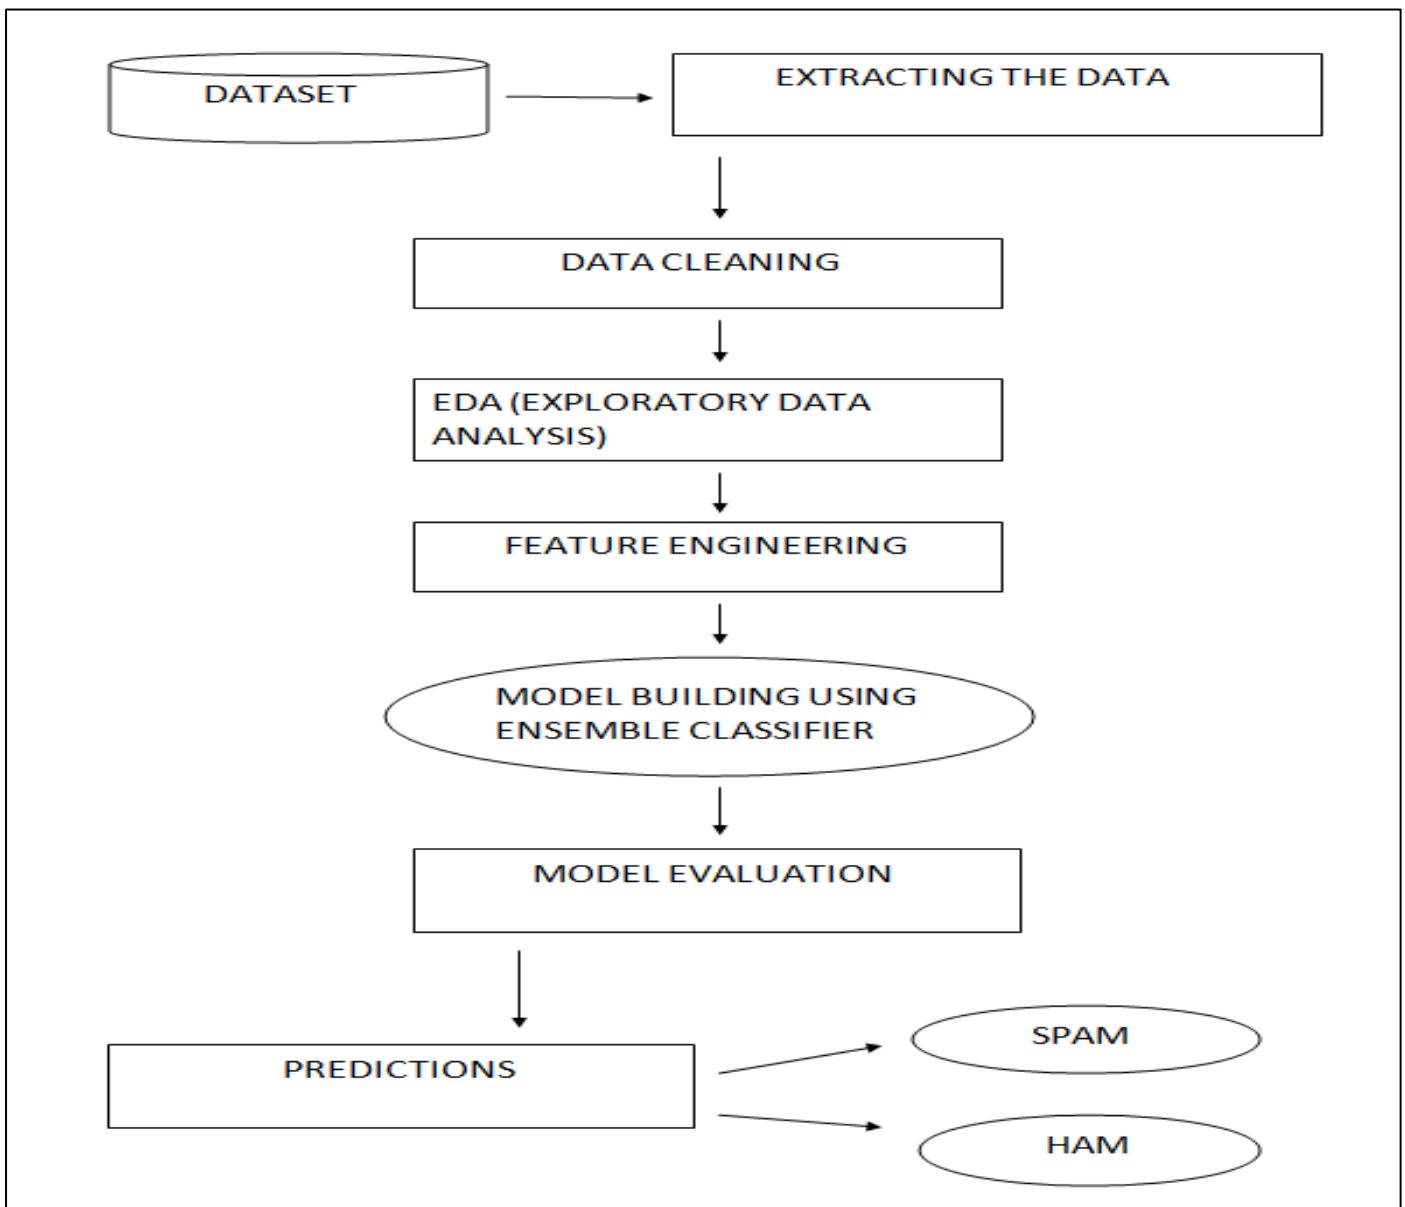 DATASET
EXTRACTING THE DATA
DATA CLEANING
EDA (EXPLORATORY DATA
ANALYSIS)
FEATURE ENGINEERING
MODEL BUILDING USING
ENSEMBLE CLASSIFIER
MODEL EVALUATION
PREDICTIONS
SPAM
HAM